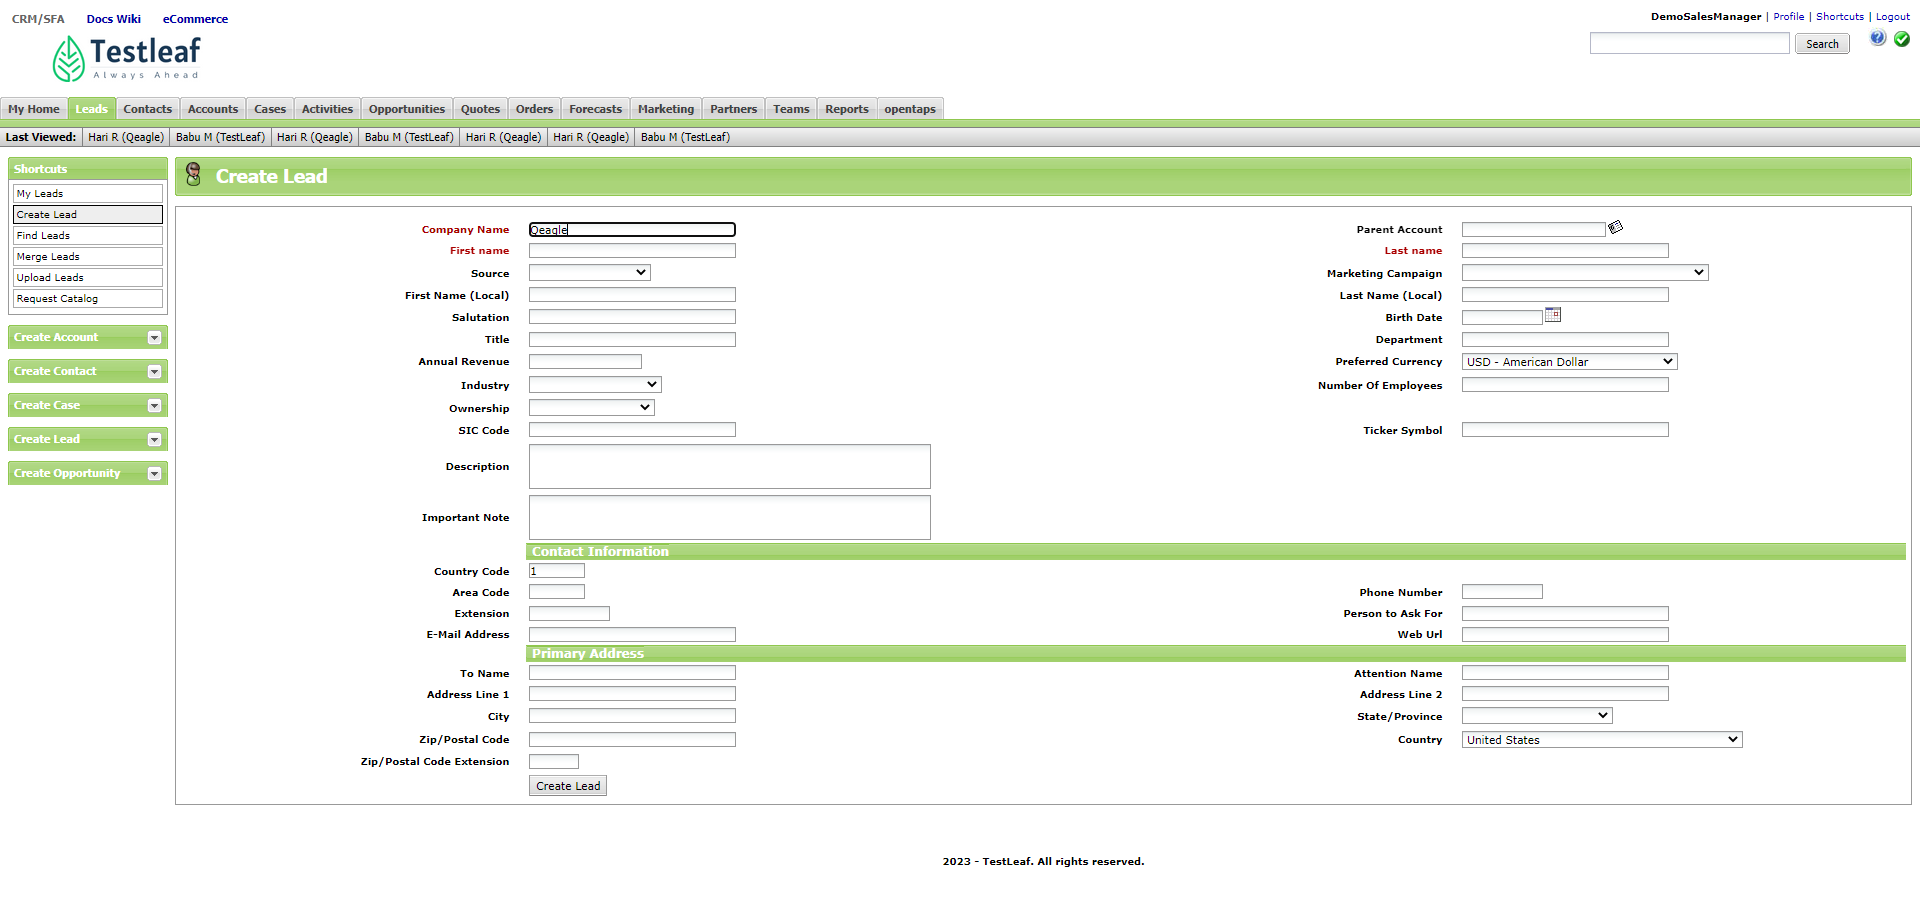 CRM/SFA Docs Wiki eCommerce
DemoSalesManager | Profile | Shortcuts | Logout
Testleaf
Always Ahead
Search
My Home Leads Contacts Accounts Cases Activities Opportunities Quotes Orders Forecasts Marketing Partners Teams Reports opentaps
Last Viewed: Hari R (Qeagle) Babu M (TestLeaf) Hari R (Qeagle) Babu M (TestLeaf) Hari R (Qeagle) Hari R (Qeagle) Babu M (TestLeaf)
Shortcuts
My Leads
Create Lead
Find Leads
Merge Leads
Upload Leads
Request Catalog
Create Account
Create Contact
Create Case
Create Lead
Create Opportunity
Create Lead
Company Name Qeagle Parent Account
First name Last name
Source Marketing Campaign
First Name (Local) Last Name (Local)
Salutation Birth Date
Title Department
Annual Revenue Preferred Currency USD - American Dollar
Industry Number Of Employees
Ownership
SIC Code Ticker Symbol
Description
Important Note
Contact Information
Country Code 1
Area Code Phone Number
Extension Person to Ask For
E-Mail Address Web Url
Primary Address
To Name Attention Name
Address Line 1 Address Line 2
City State/Province
Zip/Postal Code Country United States
Zip/Postal Code Extension
Create Lead
2023 - TestLeaf. All rights reserved.